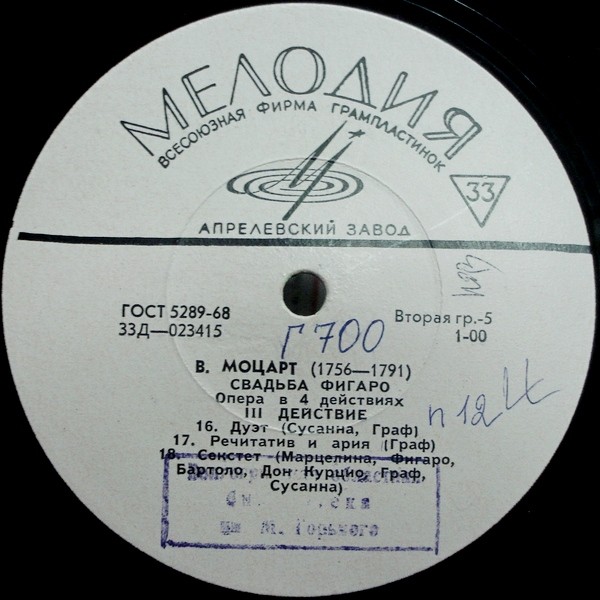 МЕЛОДИЯ
ВСЕСОЮЗНАЯ ФИРМА ГРАМПЛАСТИНОК
33
АПРЕЛЕВСКИЙ ЗАВОД
ГОСТ 5289-68
33Д—023415
Вторая гр.-5
1-00
Г700
В. МОЦАРТ (1756—1791)
СВАДЬБА ФИГАРО
Опера в 4 действиях
III ДЕЙСТВИЕ
п 12
16. Дуэт (Сусанна, Граф)
17. Речитатив и ария (Граф)
18. Секстет (Марцелина, Фигаро,
Бартоло, Дон Курцио, Граф,
Сусанна)
им М. Горького